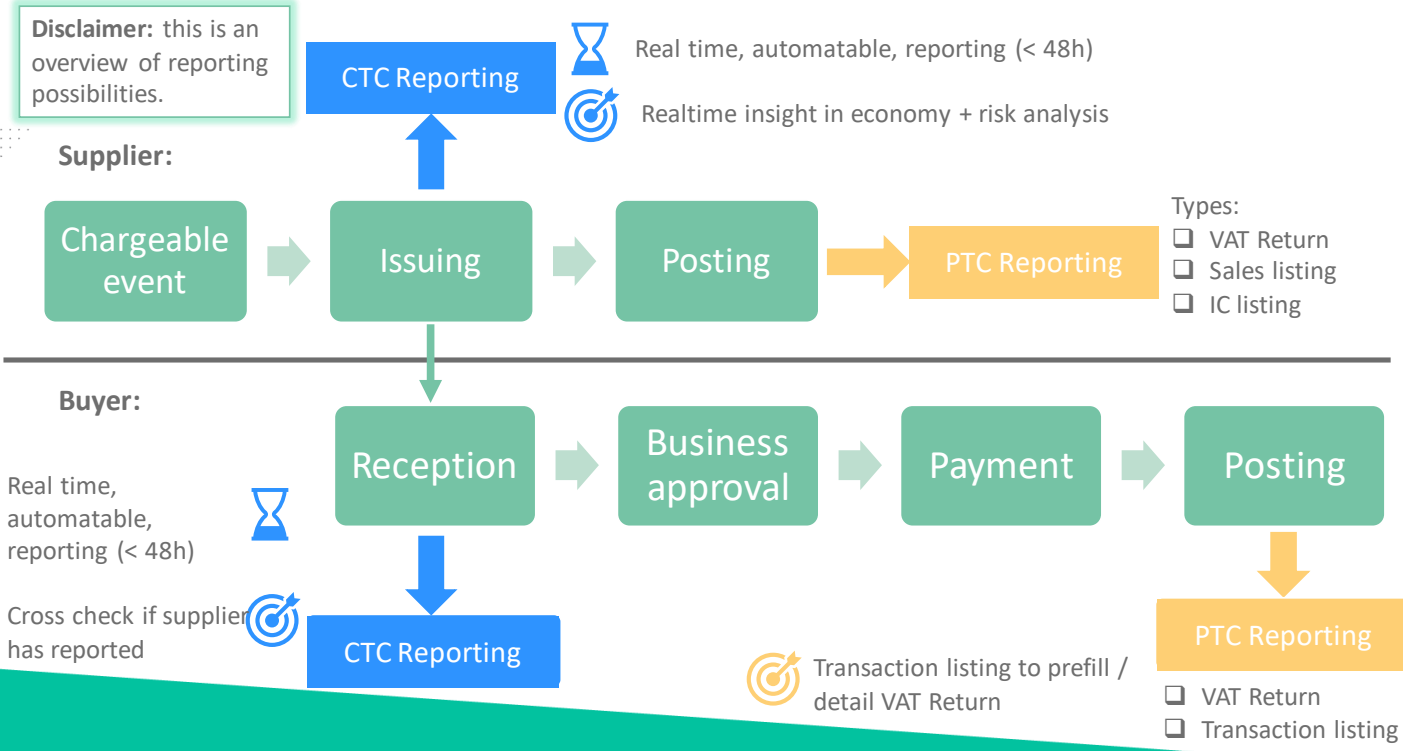 Disclaimer: this is an
overview of reporting
possibilities.
CTC Reporting
Real time, automatable, reporting (< 48h)
Realtime insight in economy + risk analysis
Supplier:
Chargeable
event
Issuing
Posting
PTC Reporting
Types:
VAT Return
Sales listing
IC listing
Buyer:
Reception
Business
approval
Payment
Posting
Real time,
automatable,
reporting (< 48h)
Cross check if supplier
has reported
CTC Reporting
Transaction listing to prefill /
detail VAT Return
PTC Reporting
VAT Return
Transaction listing